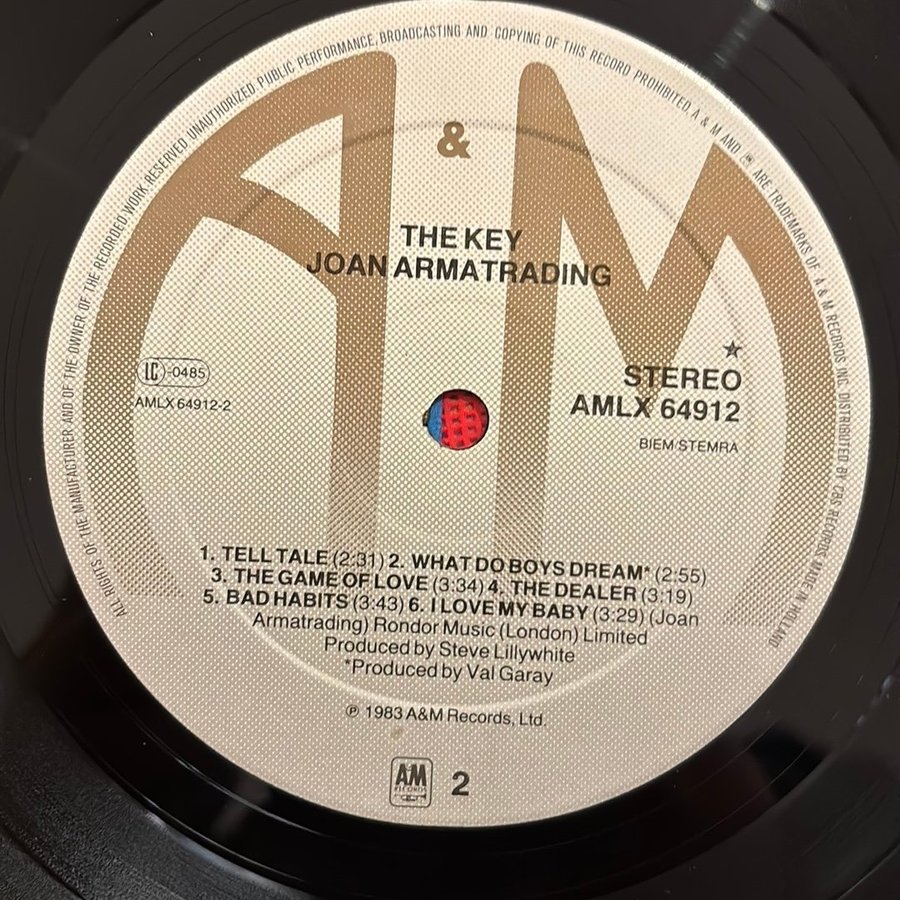 ALL RIGHTS OF THE MANUFACTURER AND OF THE OWNER OF THE RECORDED WORK RESERVED UNAUTHORIZED PUBLIC PERFORMANCE, BROADCASTING AND COPYING OF THIS RECORD PROHIBITED. A & M AND ARE TRADEMARKS OF A & M RECORDS INC. DISTRIBUTED BY CBS RECORDS. MADE IN HOLLAND
A & M
THE KEY
JOAN ARMATRADING
LC-0485
AMLX 64912-2
STEREO
AMLX 64912
BIEM STEMRA
1. TELL TALE (2:31) 2. WHAT DO BOYS DREAM* (2:55)
3. THE GAME OF LOVE (3:34) 4. THE DEALER (3:19)
5. BAD HABITS (3:43) 6. I LOVE MY BABY (3:29) (Joan
Armatrading) Rondor Music (London) Limited
Produced by Steve Lillywhite
*Produced by Val Garay
℗ 1983 A&M Records, Ltd.
AM
RECORDS
2